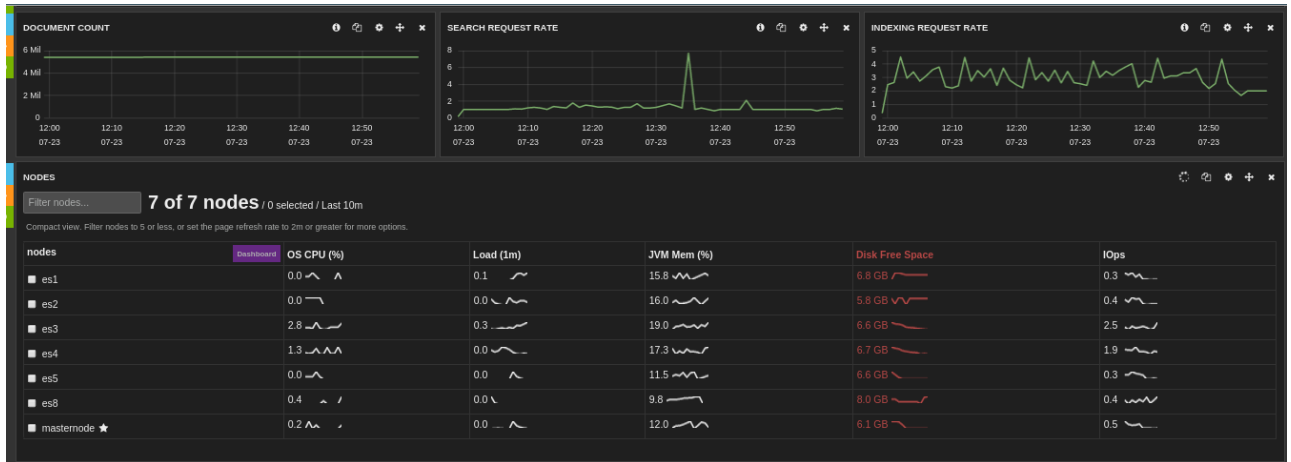 DOCUMENT COUNT
6 Mil
4 Mil
2 Mil
0
12:00 12:10 12:20 12:30 12:40 12:50
07-23 07-23 07-23 07-23 07-23 07-23
SEARCH REQUEST RATE
8
6
4
2
0
12:00 12:10 12:20 12:30 12:40 12:50
07-23 07-23 07-23 07-23 07-23 07-23
INDEXING REQUEST RATE
5
4
3
2
1
0
12:00 12:10 12:20 12:30 12:40 12:50
07-23 07-23 07-23 07-23 07-23 07-23
NODES
Filter nodes... 7 of 7 nodes / 0 selected / Last 10m
Compact view. Filter nodes to 5 or less, or set the page refresh rate to 2m or greater for more options.
nodes Dashboard OS CPU (%) Load (1m) JVM Mem (%) Disk Free Space IOps
es1 0.0 0.1 15.8 6.8 GB 0.3
es2 0.0 0.0 16.0 5.8 GB 0.4
es3 2.8 0.3 19.0 6.6 GB 2.5
es4 1.3 0.0 17.3 6.7 GB 1.9
es5 0.0 0.0 11.5 6.6 GB 0.3
es8 0.4 0.0 9.8 8.0 GB 0.4
masternode 0.2 0.0 12.0 6.1 GB 0.5